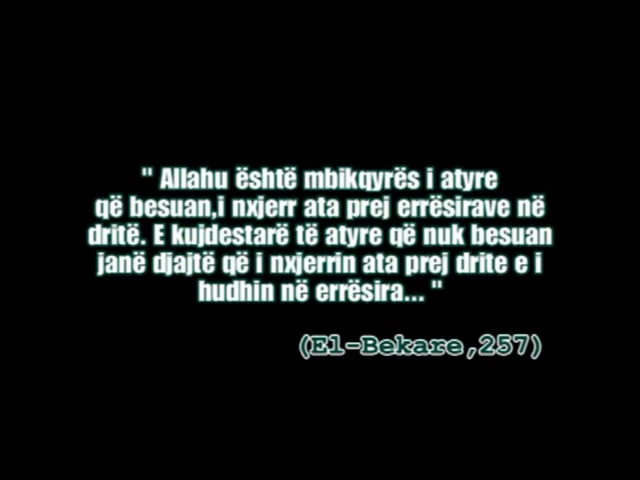 " Allahu është mbikqyrës i atyre
që besuan,i nxjerr ata prej errësirave në
dritë. E kujdestarë të atyre që nuk besuan
janë djajtë që i nxjerrin ata prej drite e i
hudhin në errësira... "
(El-Bekare,257)